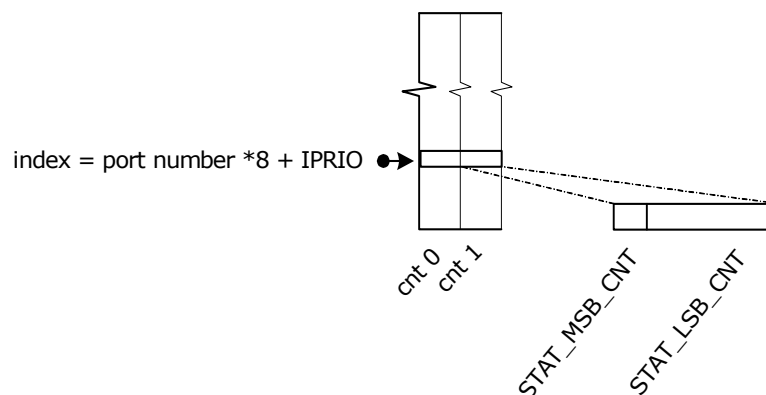 index = port number *8 + IPRIO
cnt 0
cnt 1
STAT_MSB_CNT
STAT_LSB_CNT